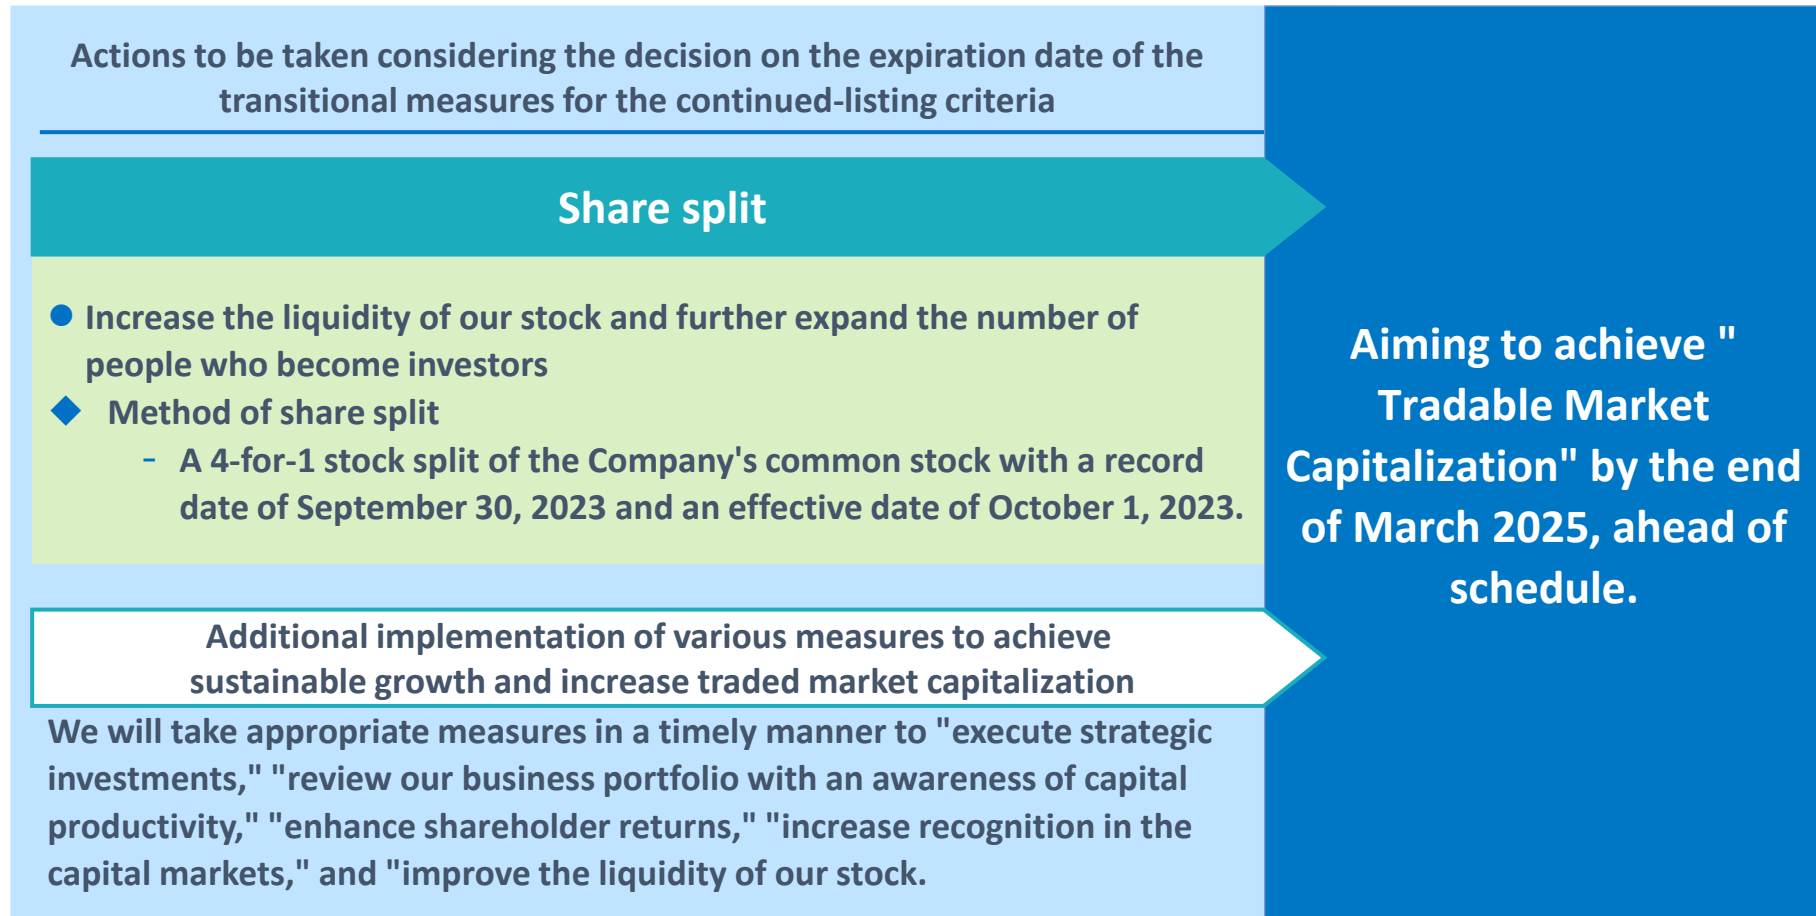 Actions to be taken considering the decision on the expiration date of the
transitional measures for the continued-listing criteria
Share split
● Increase the liquidity of our stock and further expand the number of
people who become investors
◆ Method of share split
- A 4-for-1 stock split of the Company's common stock with a record
date of September 30, 2023 and an effective date of October 1, 2023.
Additional implementation of various measures to achieve
sustainable growth and increase traded market capitalization
We will take appropriate measures in a timely manner to "execute strategic
investments," "review our business portfolio with an awareness of capital
productivity," "enhance shareholder returns," "increase recognition in the
capital markets," and "improve the liquidity of our stock.
Aiming to achieve "
Tradable Market
Capitalization" by the end
of March 2025, ahead of
schedule.